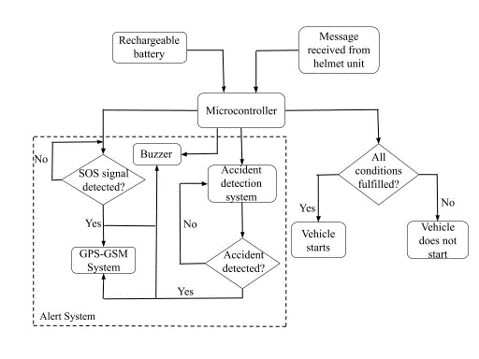 Rechargeable
battery
Message
received from
helmet unit
Microcontroller
No
SOS signal
detected?
Buzzer
Accident
detection
system
All
conditions
fulfilled?
Yes
No
Yes
No
GPS-GSM
System
Accident
detected?
Vehicle
starts
Vehicle
does not
start
Yes
Alert System